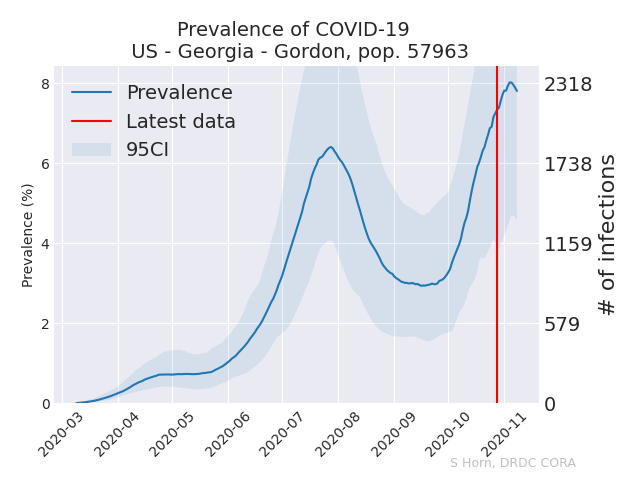 Prevalence of COVID-19
US - Georgia - Gordon, pop. 57963
Prevalence
Latest data
95CI
Prevalence (%)
8
6
4
2
0
2318
1738
1159
579
0
# of infections
2020-03
2020-04
2020-05
2020-06
2020-07
2020-08
2020-09
2020-10
2020-11
S Horn, DRDC CORA